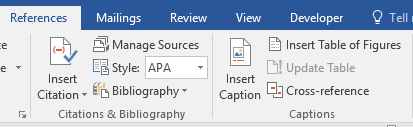 References Mailings Review View Developer Tell
Insert Citation
Manage Sources
Style: APA
Bibliography
Citations & Bibliography
Insert Caption
Insert Table of Figures
Update Table
Cross-reference
Captions